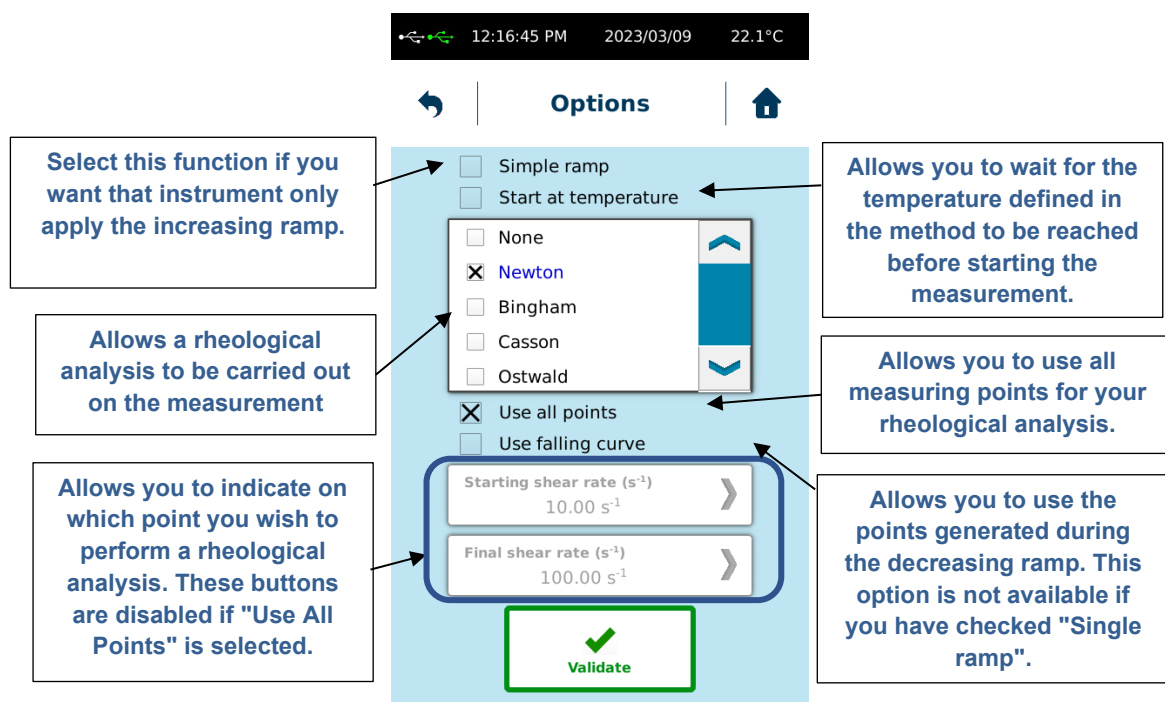 12:16:45 PM 2023/03/09 22.1°C
Options
Select this function if you
want that instrument only
apply the increasing ramp.
Simple ramp
Start at temperature
Allows you to wait for the
temperature defined in
the method to be reached
before starting the
measurement.
None
Newton
Bingham
Casson
Ostwald
Allows a rheological
analysis to be carried out
on the measurement
Allows you to use all
measuring points for your
rheological analysis.
Use all points
Use falling curve
Allows you to indicate on
which point you wish to
perform a rheological
analysis. These buttons
are disabled if "Use All
Points" is selected.
Starting shear rate (s⁻¹)
10.00 s⁻¹
Final shear rate (s⁻¹)
100.00 s⁻¹
Allows you to use the
points generated during
the decreasing ramp. This
option is not available if
you have checked "Single
ramp".
Validate